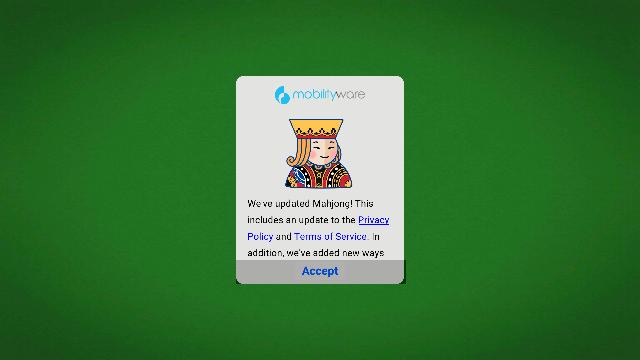 mobilityware
We've updated Mahjong! This
includes an update to the Privacy
Policy and Terms of Service. In
addition, we've added new ways
Accept